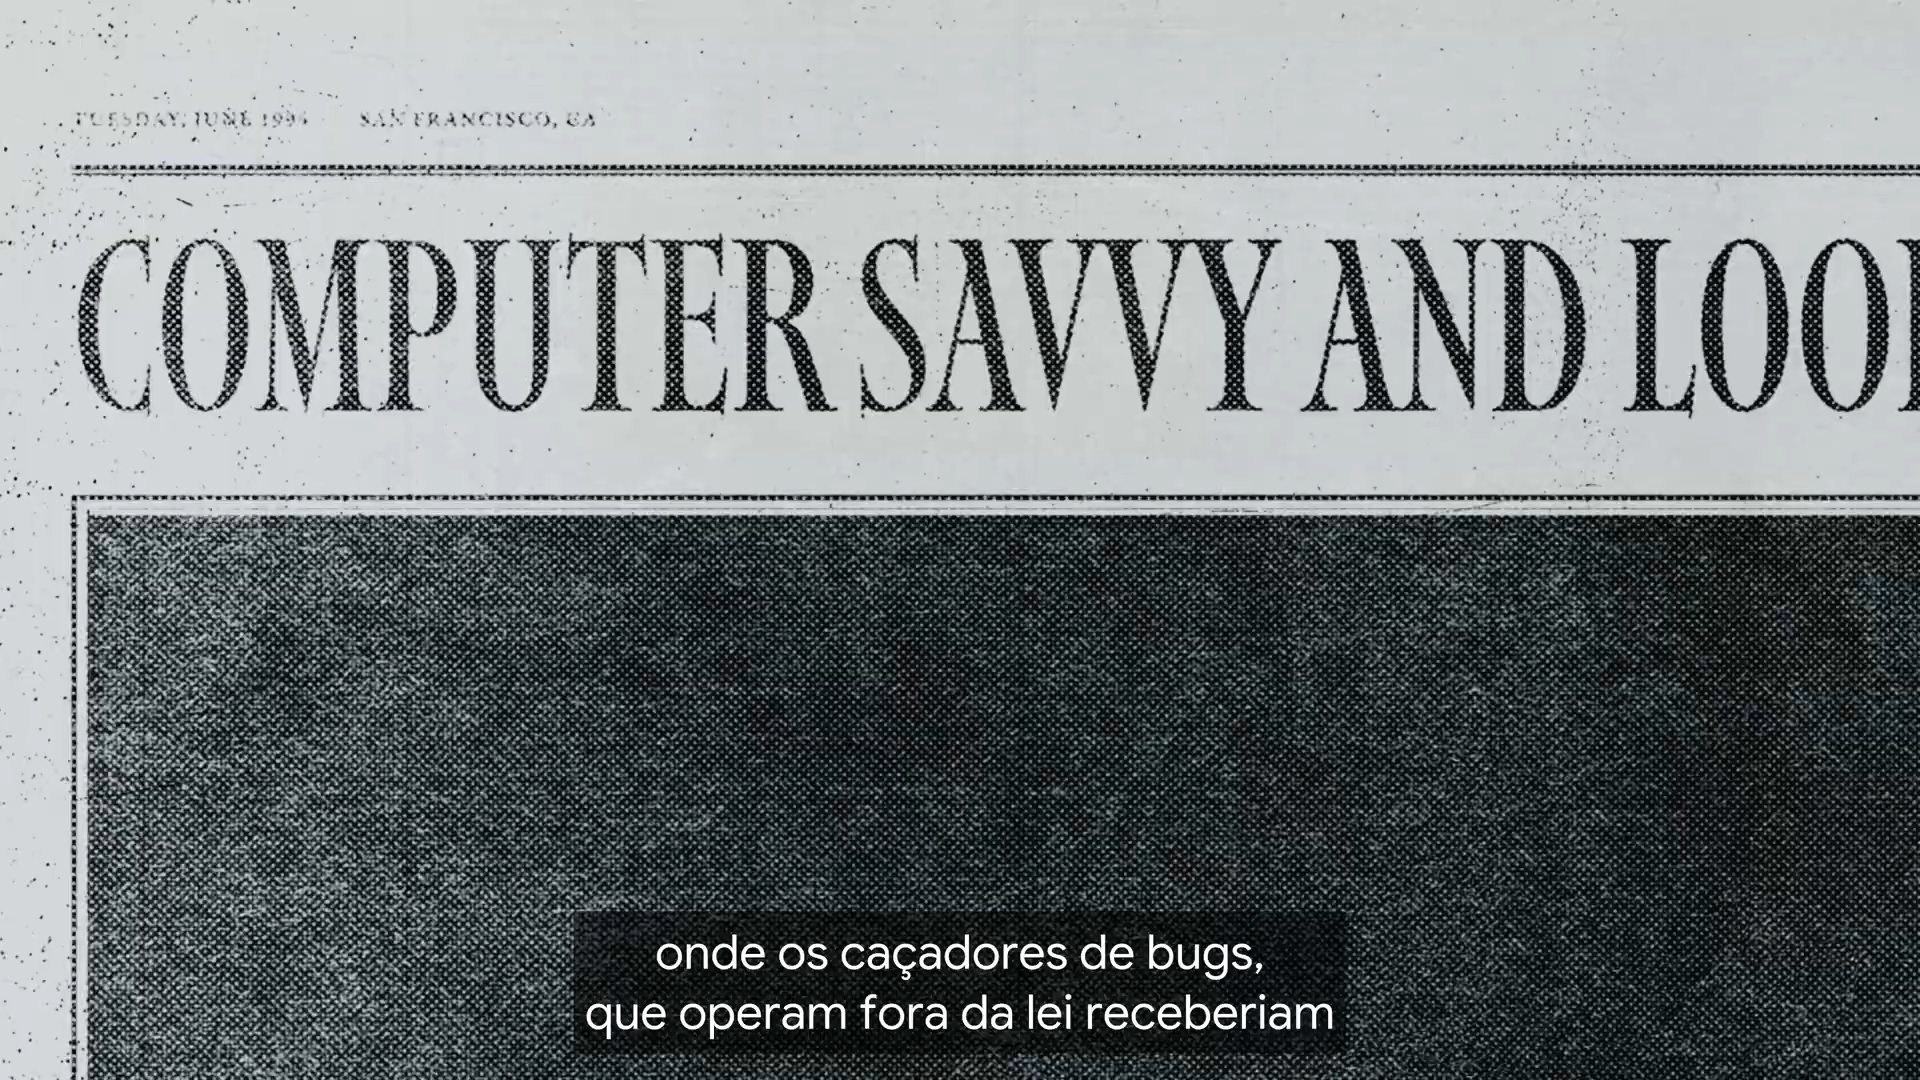 TUESDAY, JUNE 1994 SAN FRANCISCO, CA
COMPUTER SAVVY AND
onde os caçadores de bugs,
que operam fora da lei receberiam